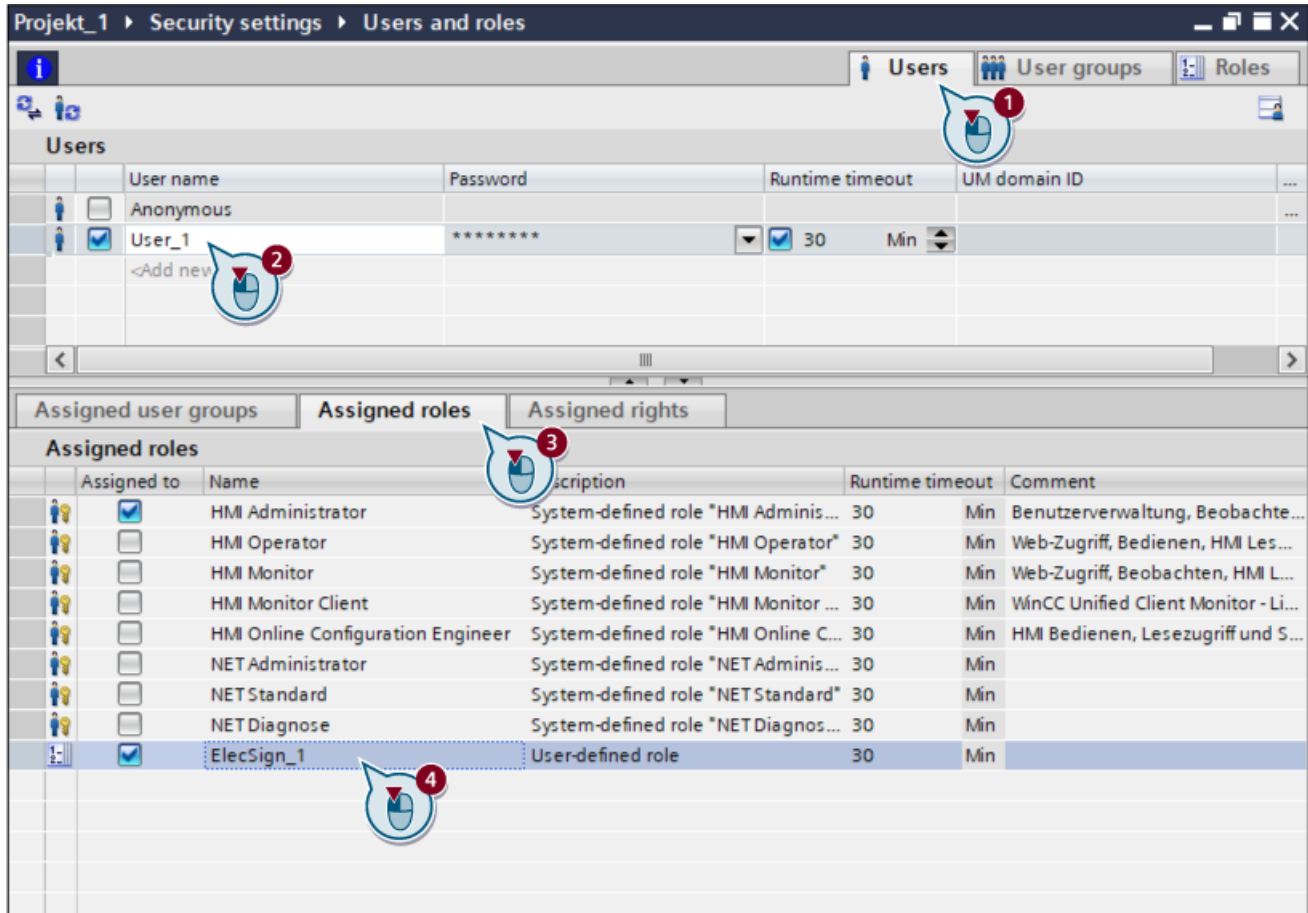 Projekt_1 ▸ Security settings ▸ Users and roles
Users User groups Roles
1
Users
User name Password Runtime timeout UM domain ID ...
Anonymous ...
User_1 ******** 30 Min
2
<Add new
Assigned user groups Assigned roles Assigned rights
3
Assigned roles
Assigned to Name scription Runtime timeout Comment
HMI Administrator System-defined role "HMI Adminis... 30 Min Benutzerverwaltung, Beobachte...
HMI Operator System-defined role "HMI Operator" 30 Min Web-Zugriff, Bedienen, HMI Les...
HMI Monitor System-defined role "HMI Monitor" 30 Min Web-Zugriff, Beobachten, HMI L...
HMI Monitor Client System-defined role "HMI Monitor ... 30 Min WinCC Unified Client Monitor - Li...
HMI Online Configuration Engineer System-defined role "HMI Online C... 30 Min HMI Bedienen, Lesezugriff und S...
NET Administrator System-defined role "NET Adminis... 30 Min
NET Standard System-defined role "NET Standard" 30 Min
NET Diagnose System-defined role "NET Diagnos... 30 Min
ElecSign_1 User-defined role 30 Min
4